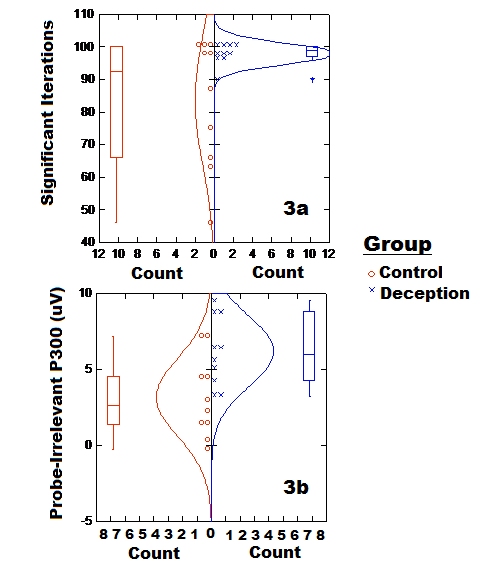 Significant Iterations
110
100
90
80
70
60
50
40
3a
12 10 8 6 4 2 0 2 4 6 8 10 12
Count Count
Group
Control
Deception
Probe-Irrelevant P300 (uV)
10
5
0
-5
3b
8 7 6 5 4 3 2 1 0 1 2 3 4 5 6 7 8
Count Count